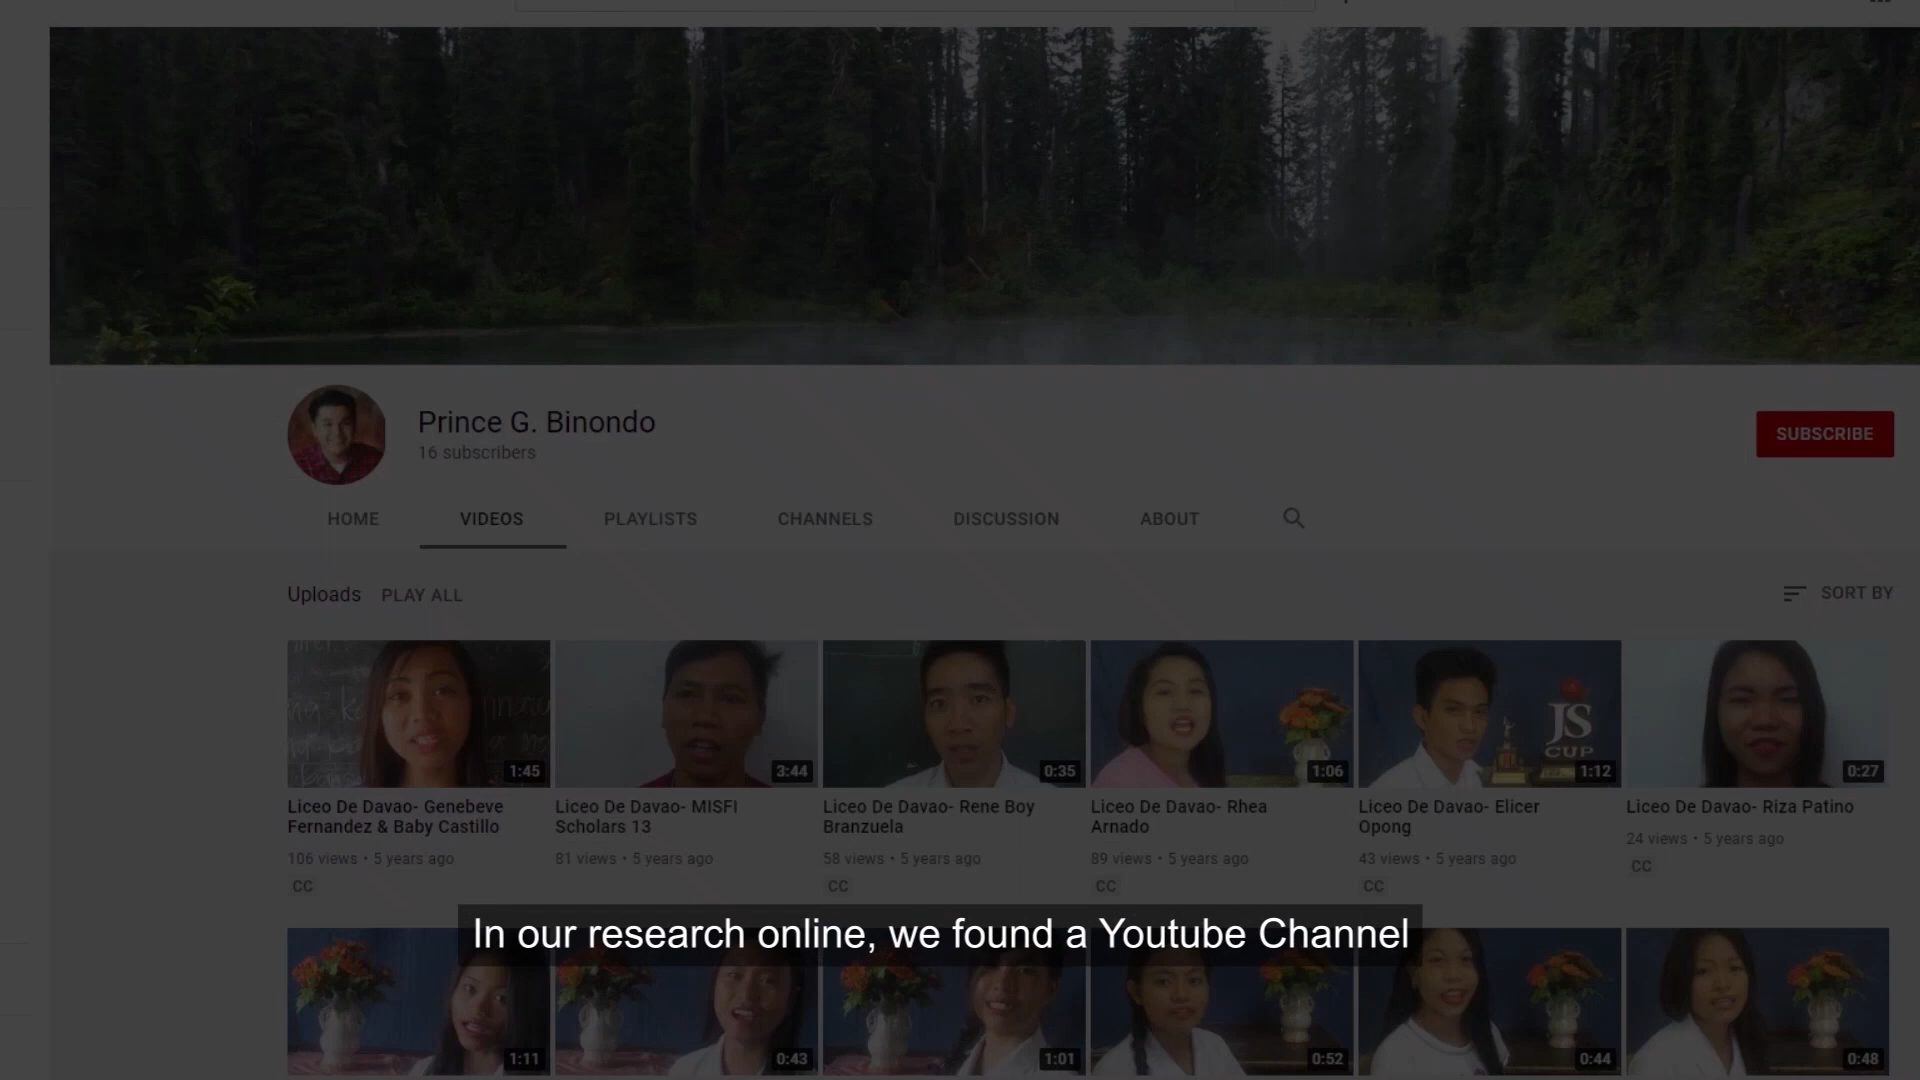 Prince G. Binondo
16 subscribers
SUBSCRIBE
HOME VIDEOS PLAYLISTS CHANNELS DISCUSSION ABOUT
Uploads PLAY ALL
SORT BY
1:45 3:44 0:35 1:06 JS CUP 1:12 0:27
Liceo De Davao- Genebeve
Fernandez & Baby Castillo
106 views • 5 years ago
CC
Liceo De Davao- MISFI
Scholars 13
81 views • 5 years ago
Liceo De Davao- Rene Boy
Branzuela
58 views • 5 years ago
CC
Liceo De Davao- Rhea
Arnado
89 views • 5 years ago
CC
Liceo De Davao- Elicer
Opong
43 views • 5 years ago
CC
Liceo De Davao- Riza Patino
24 views • 5 years ago
CC
In our research online, we found a Youtube Channel
1:11 0:43 1:01 0:52 0:44 0:48